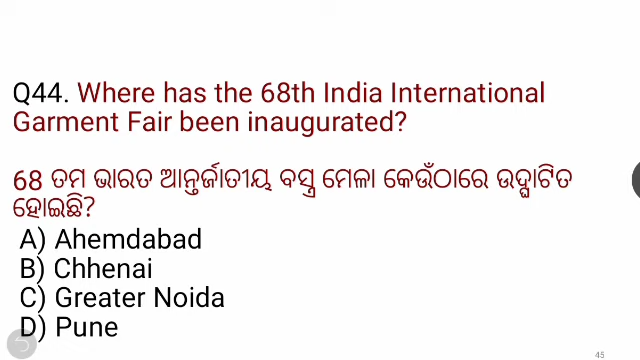 Q44. Where has the 68th India International
Garment Fair been inaugurated?
68 ତମ ଭାରତ ଆନ୍ତର୍ଜାତୀୟ ବସ୍ତ୍ର ମେଳା କେଉଁଠାରେ ଉଦ୍ଘାଟିତ
ହୋଇଛି?
A) Ahemdabad
B) Chhenai
C) Greater Noida
D) Pune
45